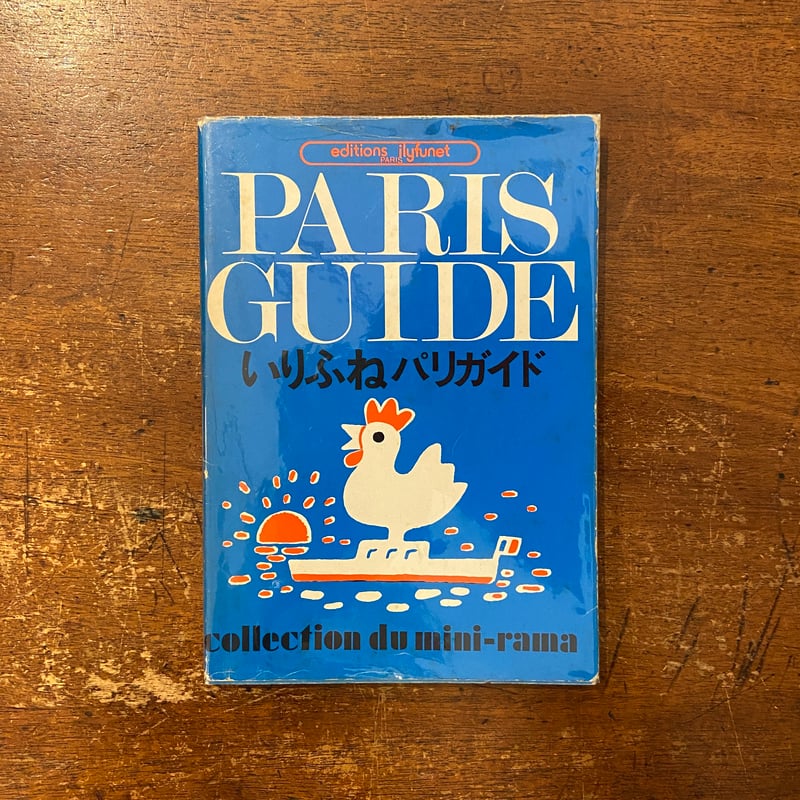 editions ilyfunet
PARIS
PARIS
GUIDE
いりふねパリガイド
collection du mini-rama